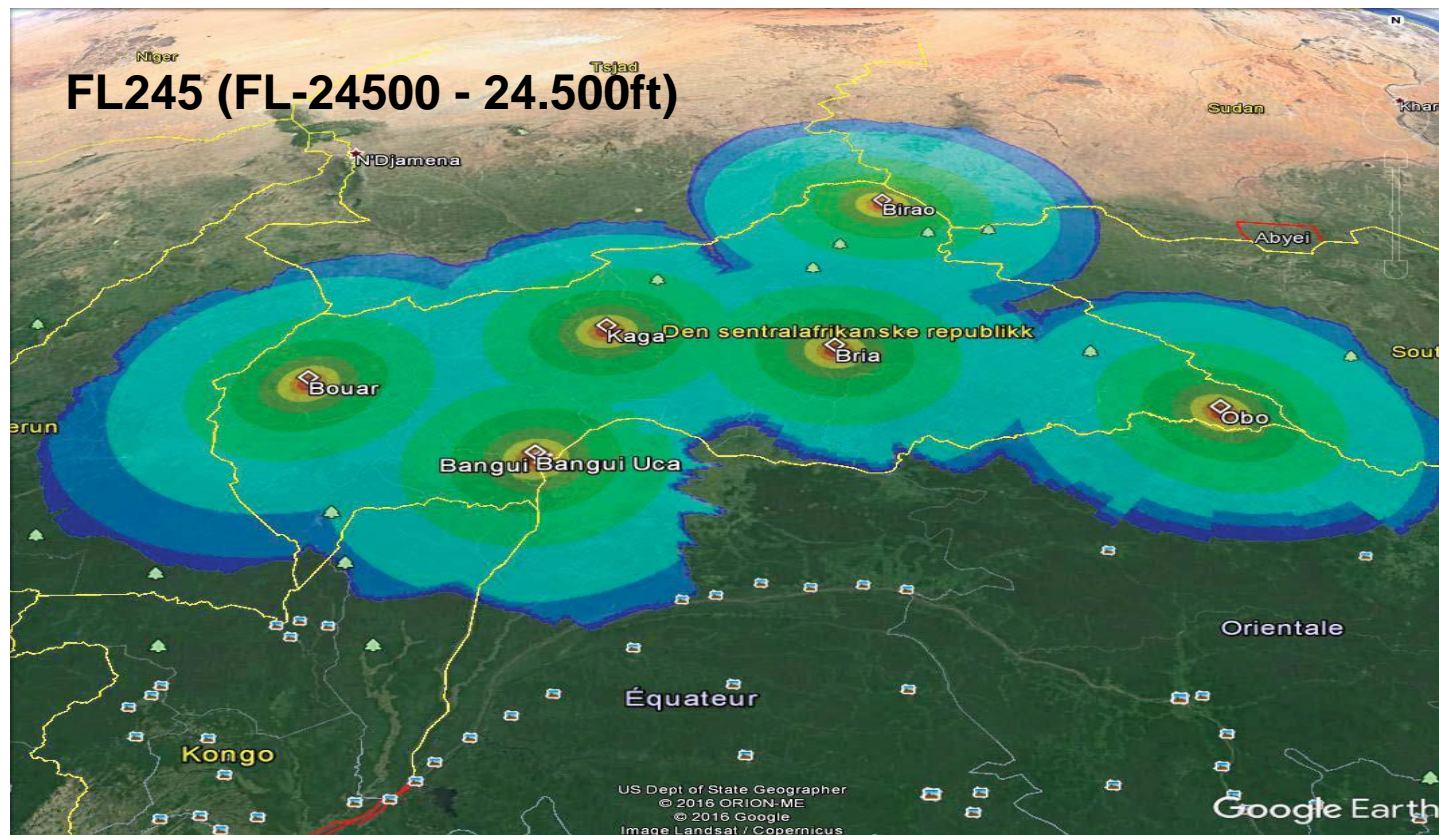 Niger
Tsjad
FL245 (FL-24500 - 24.500ft)
Sudan
Khar
N
N'Djamena
Birao
Abyei
Kaga
Den sentralafrikanske republikk
Bria
Sout
Bouar
Obo
erun
Bangui
Bangui Uca
Orientale
Équateur
Kongo
US Dept of State Geographer
© 2016 ORION-ME
© 2016 Google
Image Landsat / Copernicus
Google Earth